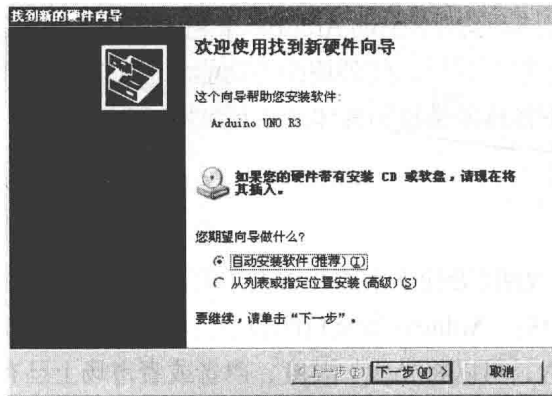 找到新的硬件向导
欢迎使用找到新硬件向导
这个向导帮助您安装软件:
Arduino UNO R3
如果您的硬件带有安装 CD 或软盘，请现在将
其插入。
您期望向导做什么?
自动安装软件(推荐)(I)
从列表或指定位置安装(高级)(S)
要继续，请单击“下一步”。
上一步(B) 下一步(N) > 取消